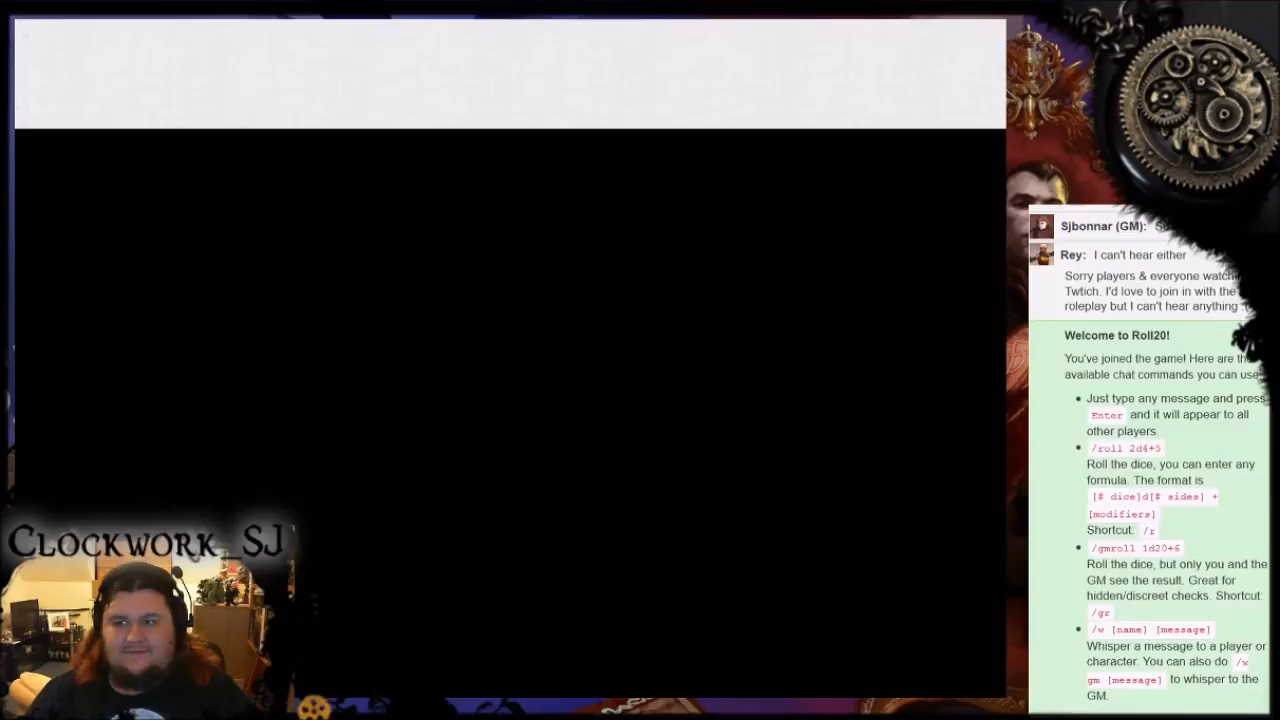 Sjbonnar (GM):
Rey: I can't hear either
Sorry players & everyone watch
Twtich. I'd love to join in with the
roleplay but I can't hear anything :(
Welcome to Roll20!
You've joined the game! Here are the
available chat commands you can use
• Just type any message and press
Enter and it will appear to all
other players.
• /roll 2d4+5
Roll the dice, you can enter any
formula. The format is
[# dice]d[# sides] +
[modifiers]
Shortcut: /r
• /gmroll 1d20+6
Roll the dice, but only you and the
GM see the result. Great for
hidden/discreet checks. Shortcut:
/gr
• /w [name] [message]
Whisper a message to a player or
character. You can also do /w
gm [message] to whisper to the
GM.
Clockwork_SJ